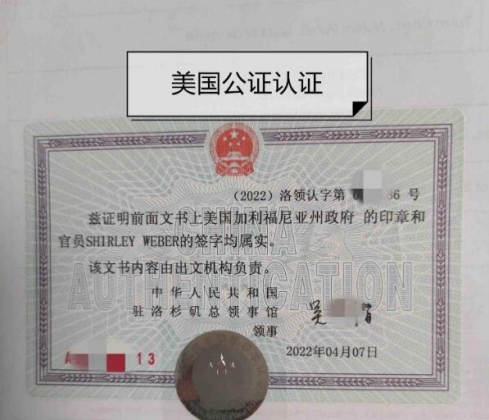 美国公证认证
（2022）洛领认字第 86 号
兹证明前面文书上美国加利福尼亚州政府 的印章和
官员SHIRLEY WEBER的签字均属实。
该文书内容由出文机构负责。
CHINA
AUTHENTICATION
中华人民共和国
驻洛杉矶总领事馆
领事
2022年04月07日
A 13